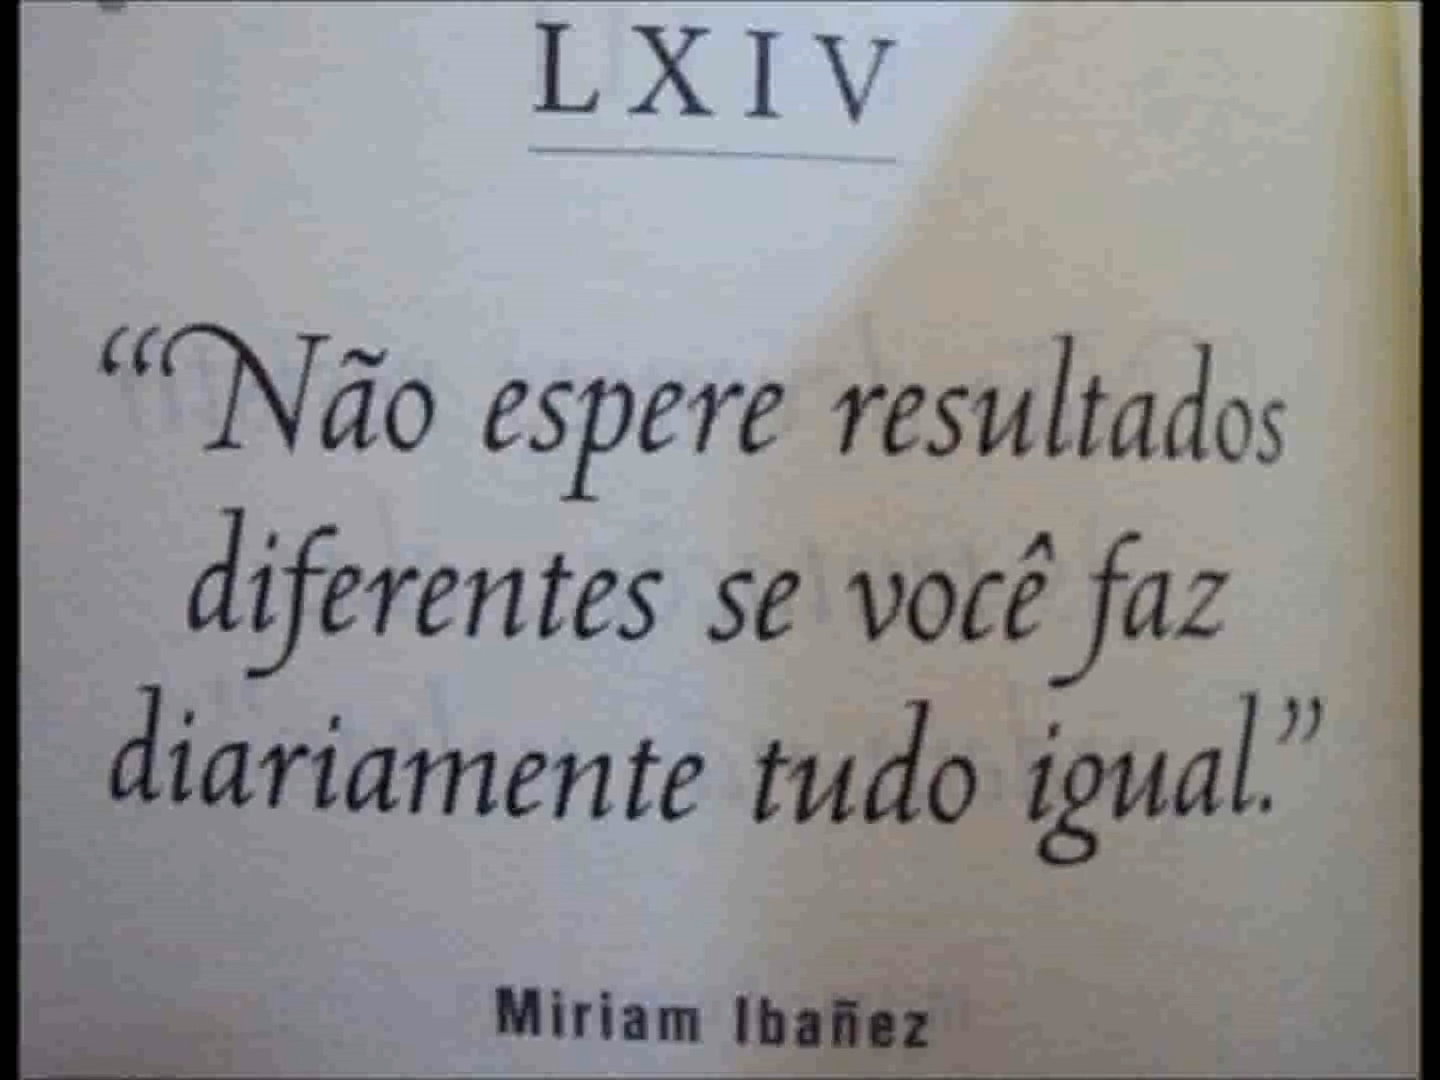 LXIV
“Não espere resultados
diferentes se você faz
diariamente tudo igual.”
Miriam Ibañez